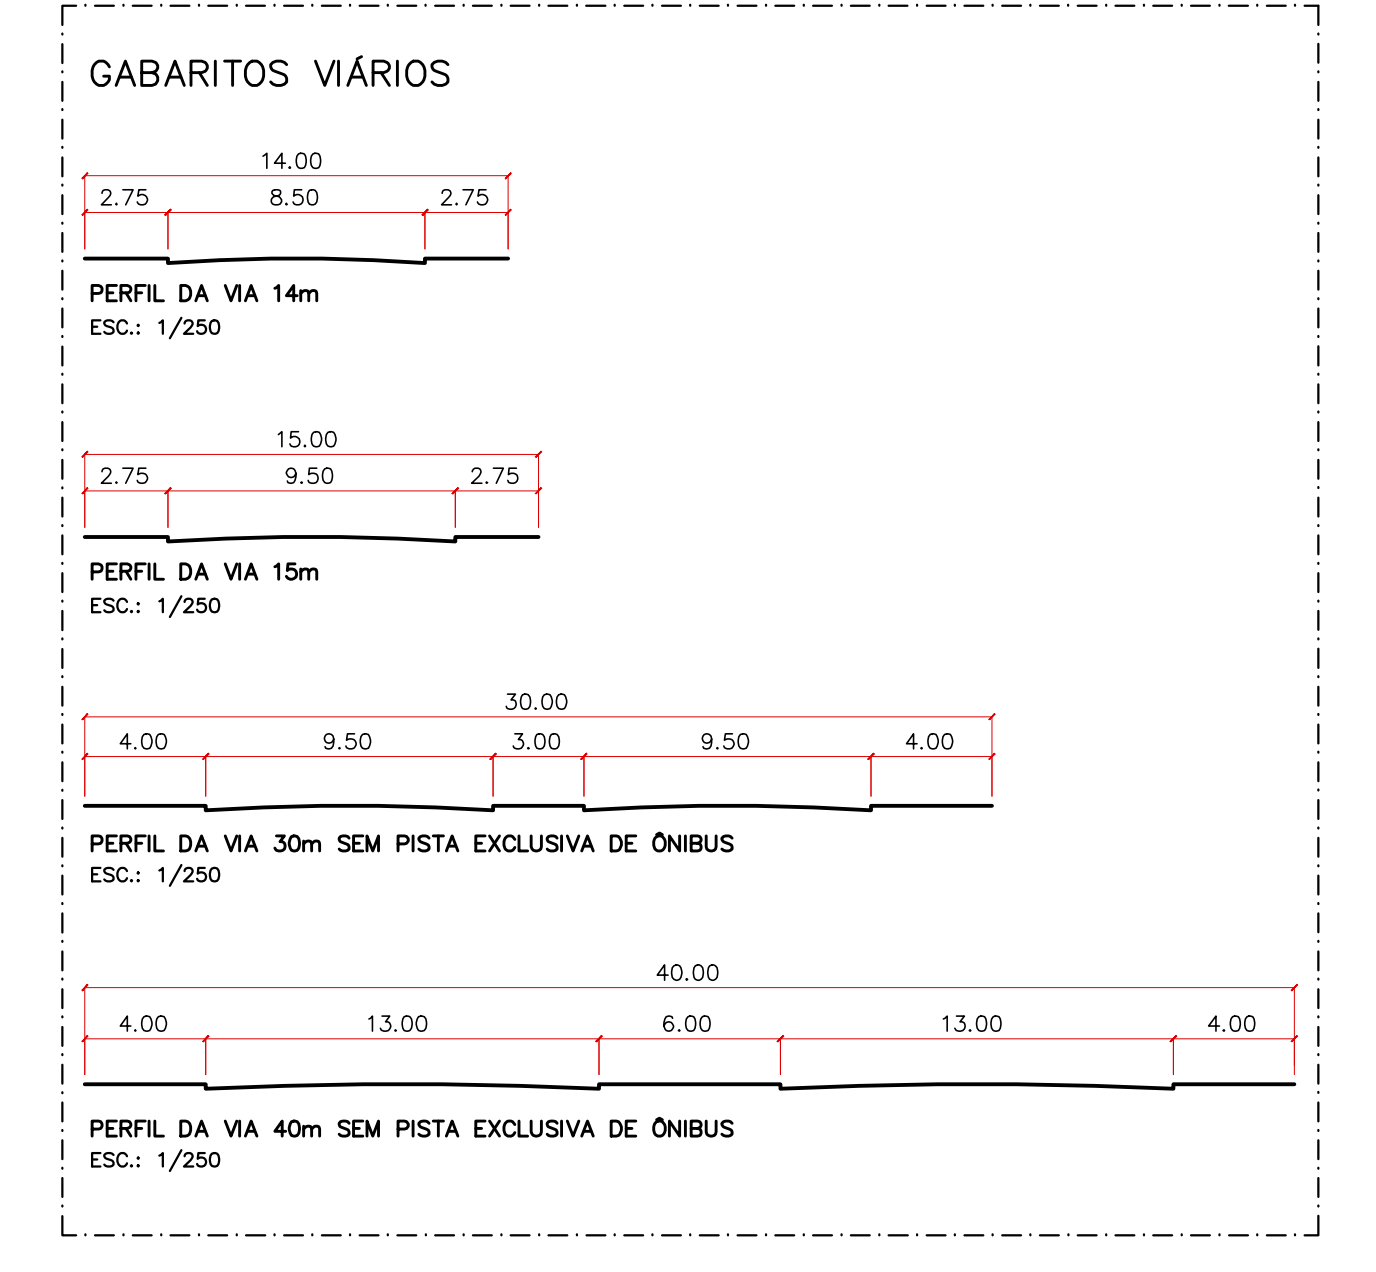 GABARITOS VIÁRIOS
14.00
2.75 8.50 2.75
PERFIL DA VIA 14m
ESC.: 1/250
15.00
2.75 9.50 2.75
PERFIL DA VIA 15m
ESC.: 1/250
30.00
4.00 9.50 3.00 9.50 4.00
PERFIL DA VIA 30m SEM PISTA EXCLUSIVA DE ÔNIBUS
ESC.: 1/250
40.00
4.00 13.00 6.00 13.00 4.00
PERFIL DA VIA 40m SEM PISTA EXCLUSIVA DE ÔNIBUS
ESC.: 1/250